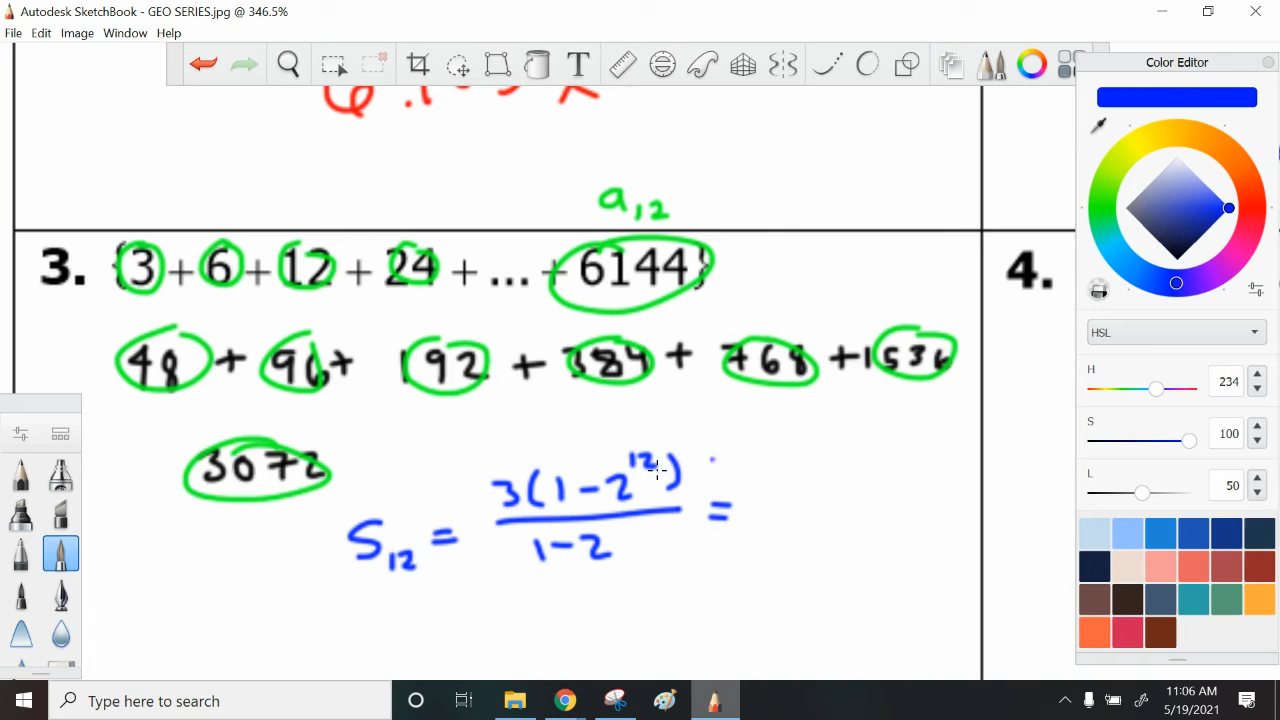 Autodesk SketchBook - GEO SERIES.jpg @ 346.5%
File Edit Image Window Help
Color Editor
a₁₂
3. {3+6+12+24+...+6144}
4.
48 + 96 + 192 + 384 + 768 + 1536
3072
S₁₂ = 3(1-2¹²) / 1-2 =
HSL
H 234
S 100
L 50
Type here to search
11:06 AM
5/19/2021